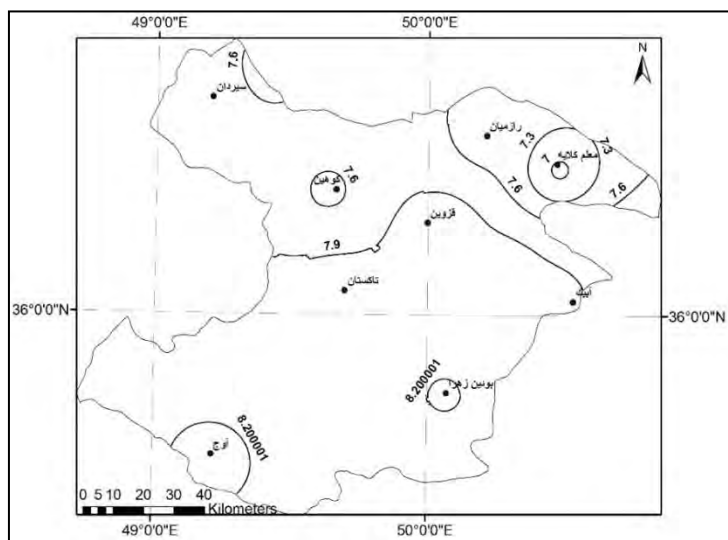 49°0'0"E 50°0'0"E
N
7.6
سیردان
رازمیان
7.3
7.3
معلم کلایه
7
7.6
کوهین
7.6
7.6
قزوین
7.9
تاکستان
آبیک
36°0'0"N 36°0'0"N
8.200001
بوئین زهرا
8.200001
آوج
0 5 10 20 30 40
Kilometers
49°0'0"E 50°0'0"E